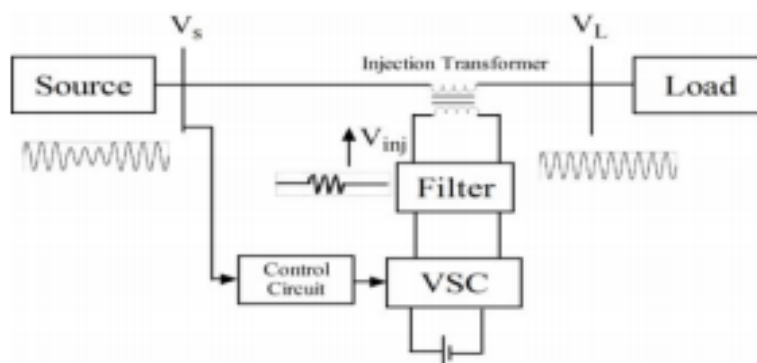 Vs
VL
Injection Transformer
Source
Load
Vinj
Filter
Control
Circuit
VSC